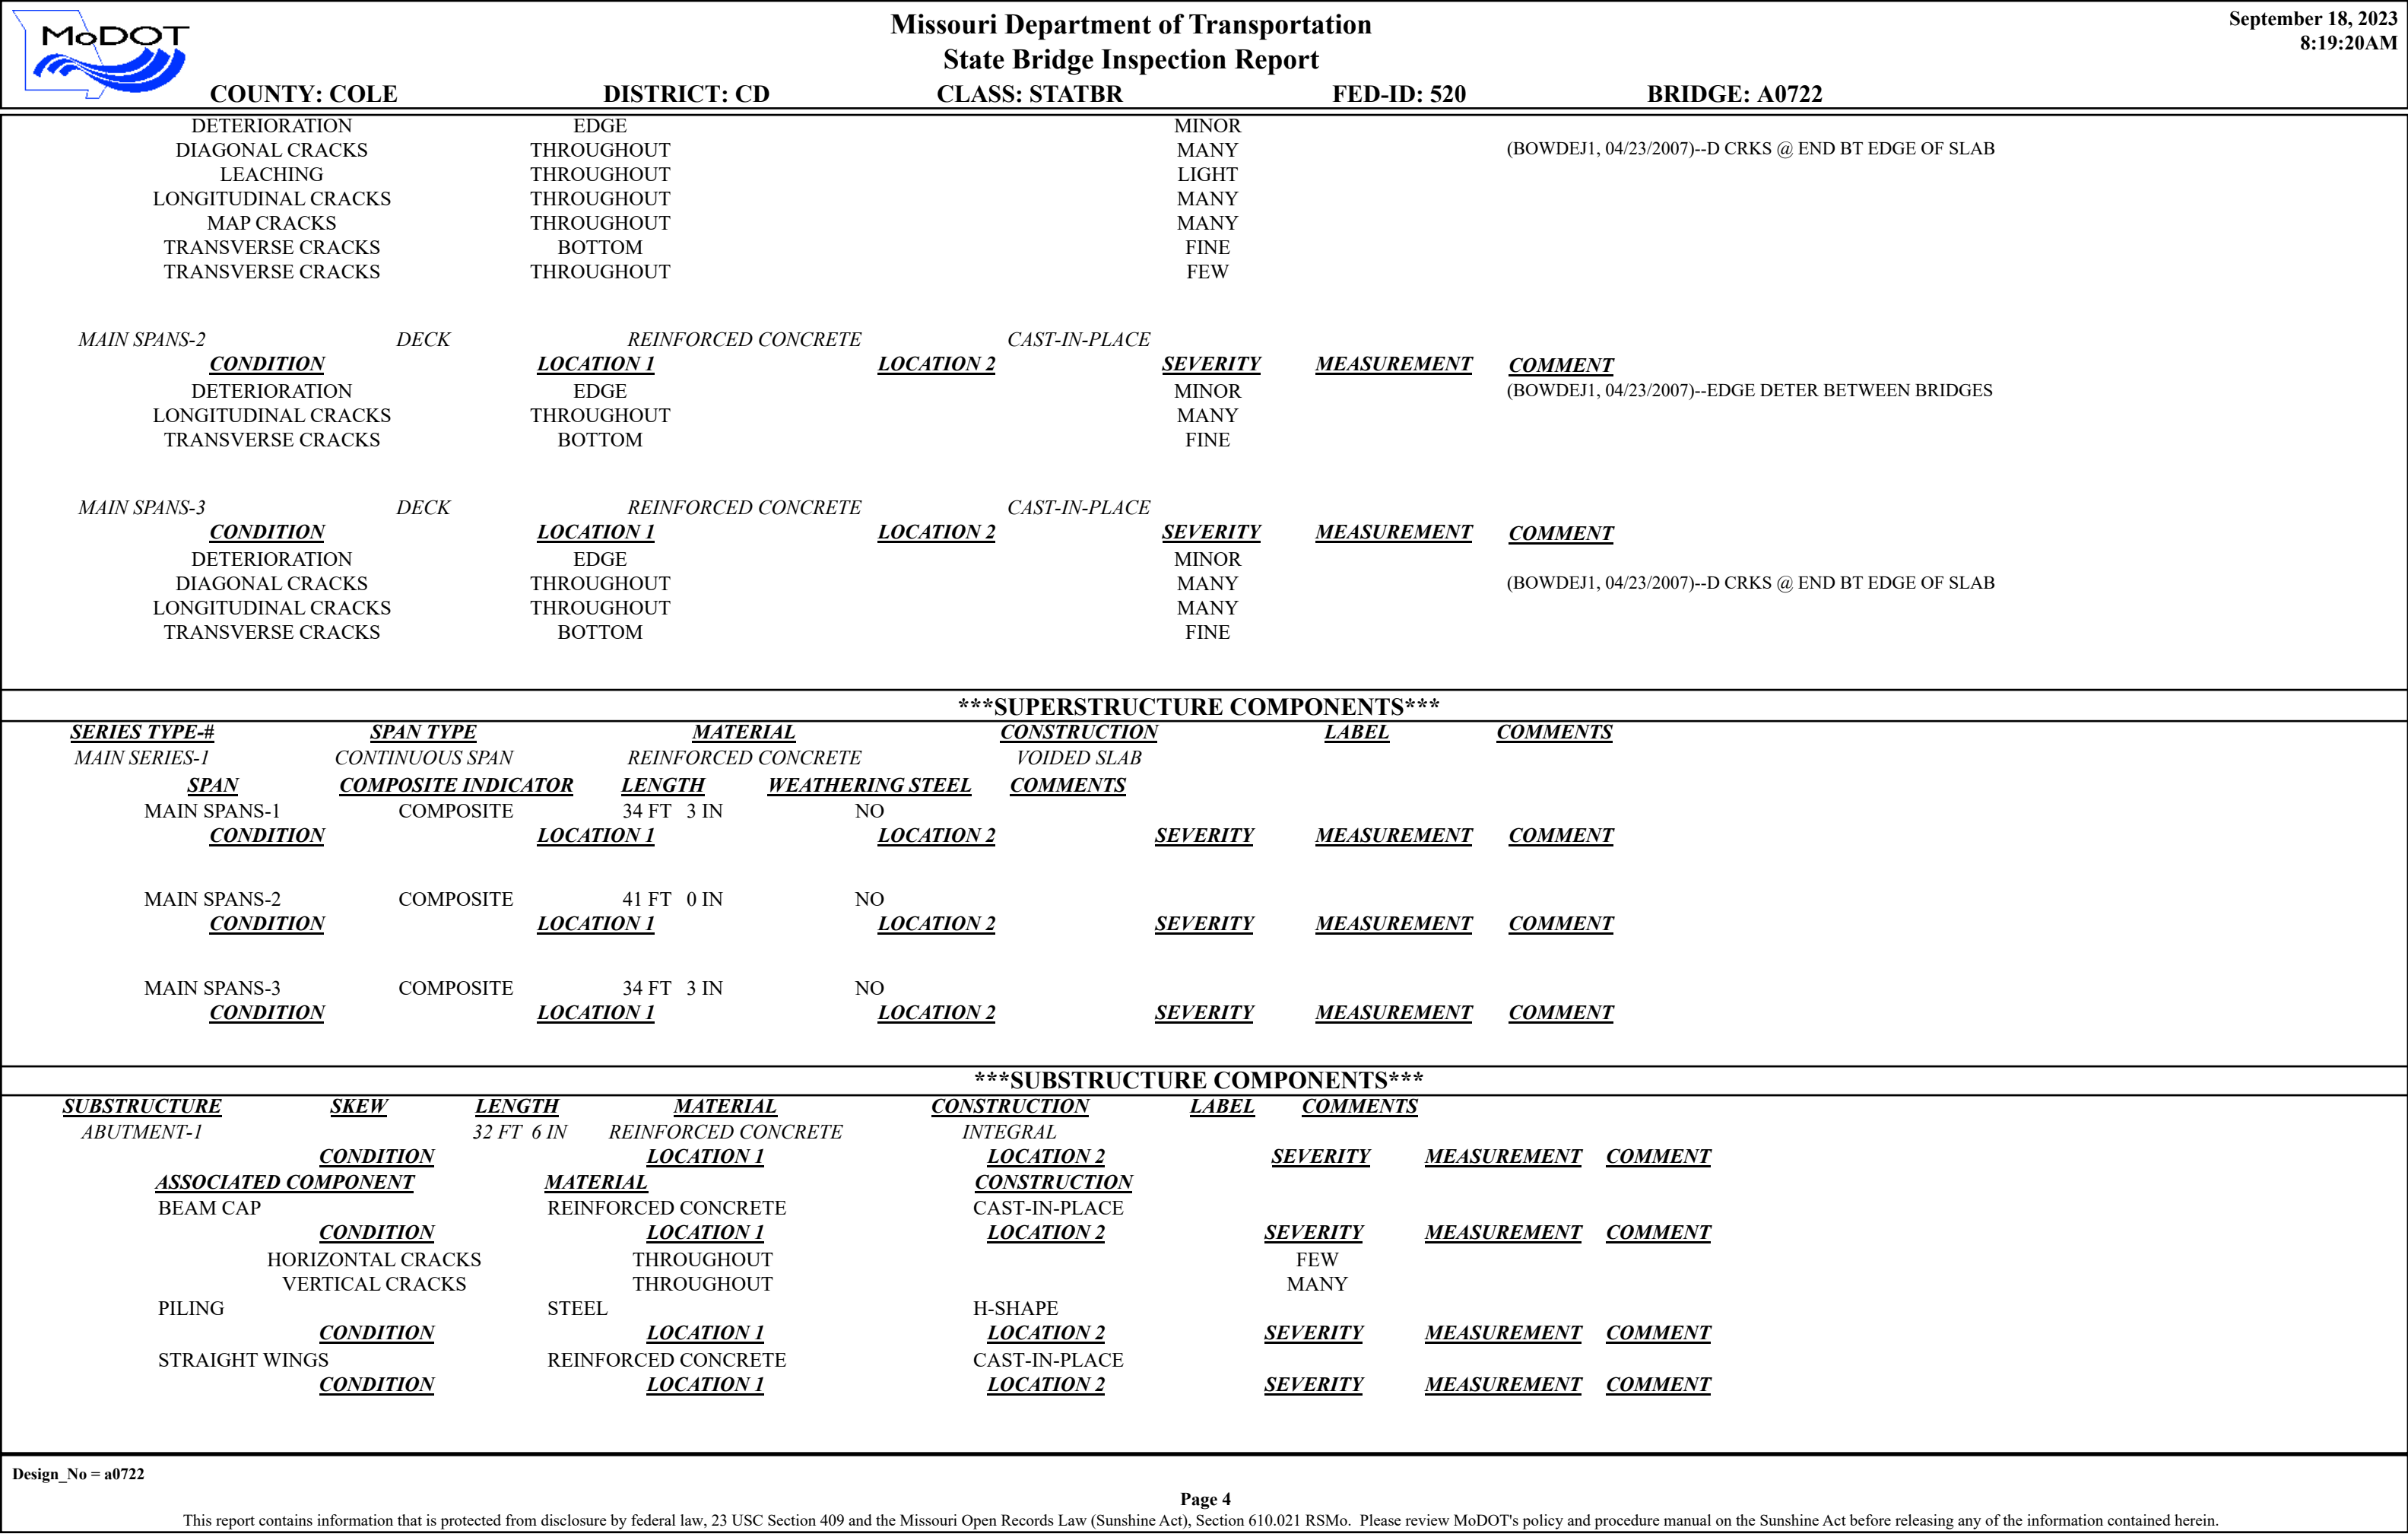 MoDOT
Missouri Department of Transportation
State Bridge Inspection Report
September 18, 2023
8:19:20AM
COUNTY: COLE DISTRICT: CD CLASS: STATBR FED-ID: 520 BRIDGE: A0722
DETERIORATION EDGE MINOR
DIAGONAL CRACKS THROUGHOUT MANY (BOWDEJ1, 04/23/2007)--D CRKS @ END BT EDGE OF SLAB
LEACHING THROUGHOUT LIGHT
LONGITUDINAL CRACKS THROUGHOUT MANY
MAP CRACKS THROUGHOUT MANY
TRANSVERSE CRACKS BOTTOM FINE
TRANSVERSE CRACKS THROUGHOUT FEW
MAIN SPANS-2 DECK REINFORCED CONCRETE CAST-IN-PLACE
CONDITION LOCATION 1 LOCATION 2 SEVERITY MEASUREMENT COMMENT
DETERIORATION EDGE MINOR (BOWDEJ1, 04/23/2007)--EDGE DETER BETWEEN BRIDGES
LONGITUDINAL CRACKS THROUGHOUT MANY
TRANSVERSE CRACKS BOTTOM FINE
MAIN SPANS-3 DECK REINFORCED CONCRETE CAST-IN-PLACE
CONDITION LOCATION 1 LOCATION 2 SEVERITY MEASUREMENT COMMENT
DETERIORATION EDGE MINOR
DIAGONAL CRACKS THROUGHOUT MANY (BOWDEJ1, 04/23/2007)--D CRKS @ END BT EDGE OF SLAB
LONGITUDINAL CRACKS THROUGHOUT MANY
TRANSVERSE CRACKS BOTTOM FINE
***SUPERSTRUCTURE COMPONENTS***
SERIES TYPE-# SPAN TYPE MATERIAL CONSTRUCTION LABEL COMMENTS
MAIN SERIES-1 CONTINUOUS SPAN REINFORCED CONCRETE VOIDED SLAB
SPAN COMPOSITE INDICATOR LENGTH WEATHERING STEEL COMMENTS
MAIN SPANS-1 COMPOSITE 34 FT 3 IN NO
CONDITION LOCATION 1 LOCATION 2 SEVERITY MEASUREMENT COMMENT
MAIN SPANS-2 COMPOSITE 41 FT 0 IN NO
CONDITION LOCATION 1 LOCATION 2 SEVERITY MEASUREMENT COMMENT
MAIN SPANS-3 COMPOSITE 34 FT 3 IN NO
CONDITION LOCATION 1 LOCATION 2 SEVERITY MEASUREMENT COMMENT
***SUBSTRUCTURE COMPONENTS***
SUBSTRUCTURE SKEW LENGTH MATERIAL CONSTRUCTION LABEL COMMENTS
ABUTMENT-1 32 FT 6 IN REINFORCED CONCRETE INTEGRAL
CONDITION LOCATION 1 LOCATION 2 SEVERITY MEASUREMENT COMMENT
ASSOCIATED COMPONENT MATERIAL CONSTRUCTION
BEAM CAP REINFORCED CONCRETE CAST-IN-PLACE
CONDITION LOCATION 1 LOCATION 2 SEVERITY MEASUREMENT COMMENT
HORIZONTAL CRACKS THROUGHOUT FEW
VERTICAL CRACKS THROUGHOUT MANY
PILING STEEL H-SHAPE
CONDITION LOCATION 1 LOCATION 2 SEVERITY MEASUREMENT COMMENT
STRAIGHT WINGS REINFORCED CONCRETE CAST-IN-PLACE
CONDITION LOCATION 1 LOCATION 2 SEVERITY MEASUREMENT COMMENT
Design_No = a0722
Page 4
This report contains information that is protected from disclosure by federal law, 23 USC Section 409 and the Missouri Open Records Law (Sunshine Act), Section 610.021 RSMo. Please review MoDOT's policy and procedure manual on the Sunshine Act before releasing any of the information contained herein.